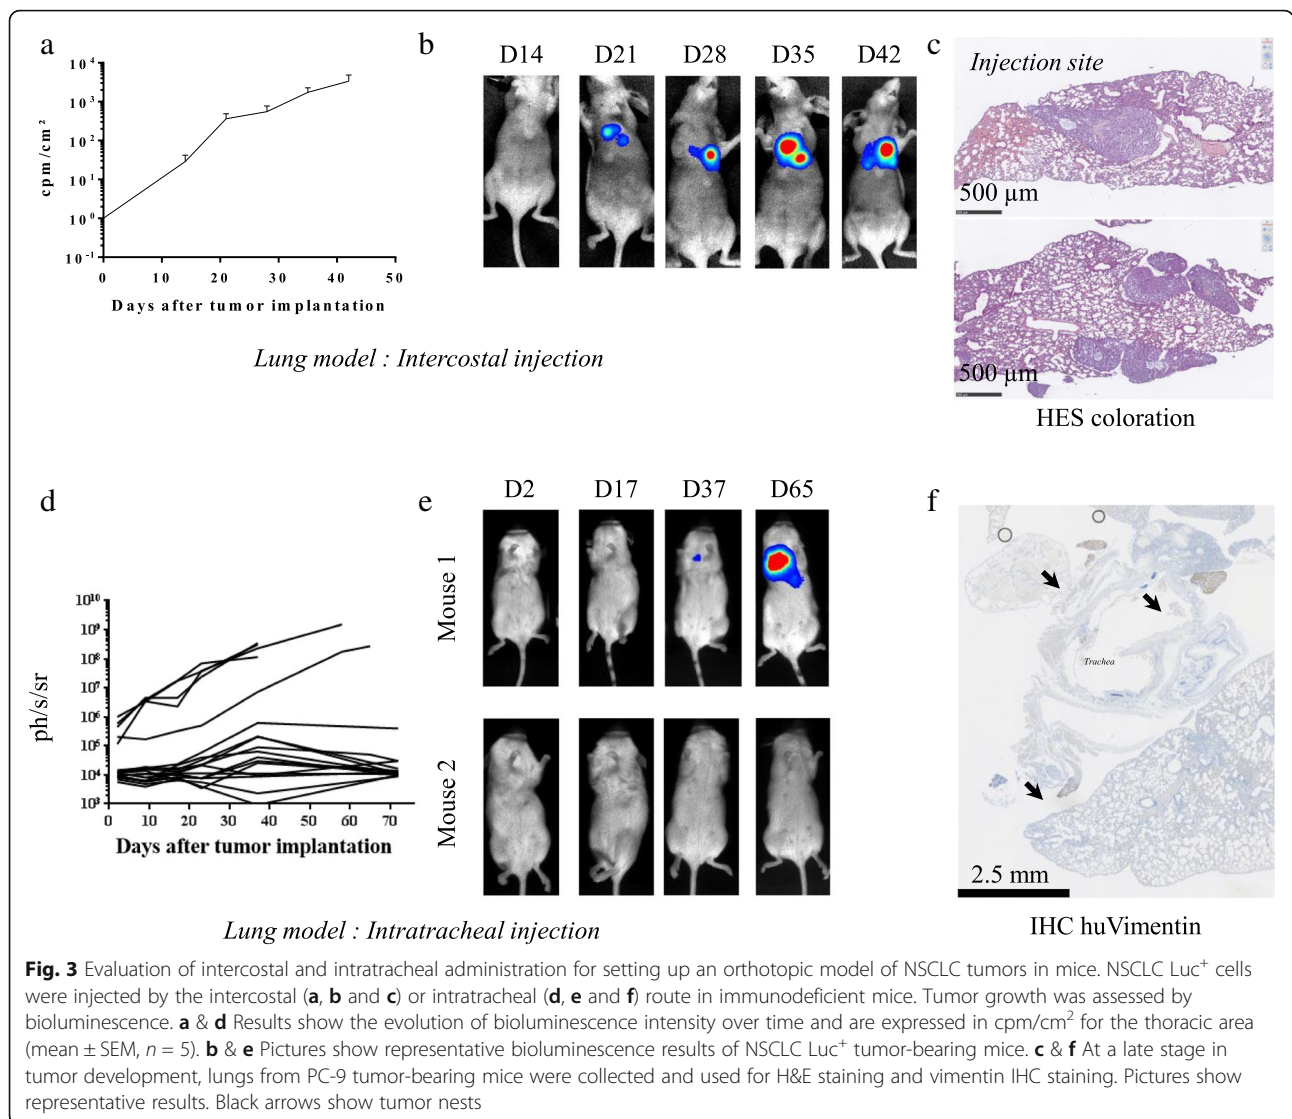 a
b
c
D14 D21 D28 D35 D42
Injection site
10⁴
10³
10²
10¹
10⁰
10⁻¹
cpm/cm²
0 10 20 30 40 50
Days after tumor implantation
500 µm
500 µm
Lung model : Intercostal injection
HES coloration
d
e
f
D2 D17 D37 D65
Mouse 1
Mouse 2
10¹⁰
10⁹
10⁸
10⁷
10⁶
10⁵
10⁴
10³
ph/s/sr
0 10 20 30 40 50 60 70
Days after tumor implantation
Trachea
2.5 mm
Lung model : Intratracheal injection
IHC huVimentin
Fig. 3 Evaluation of intercostal and intratracheal administration for setting up an orthotopic model of NSCLC tumors in mice. NSCLC Luc⁺ cells
were injected by the intercostal (a, b and c) or intratracheal (d, e and f) route in immunodeficient mice. Tumor growth was assessed by
bioluminescence. a & d Results show the evolution of bioluminescence intensity over time and are expressed in cpm/cm² for the thoracic area
(mean ± SEM, n = 5). b & e Pictures show representative bioluminescence results of NSCLC Luc⁺ tumor-bearing mice. c & f At a late stage in
tumor development, lungs from PC-9 tumor-bearing mice were collected and used for H&E staining and vimentin IHC staining. Pictures show
representative results. Black arrows show tumor nests